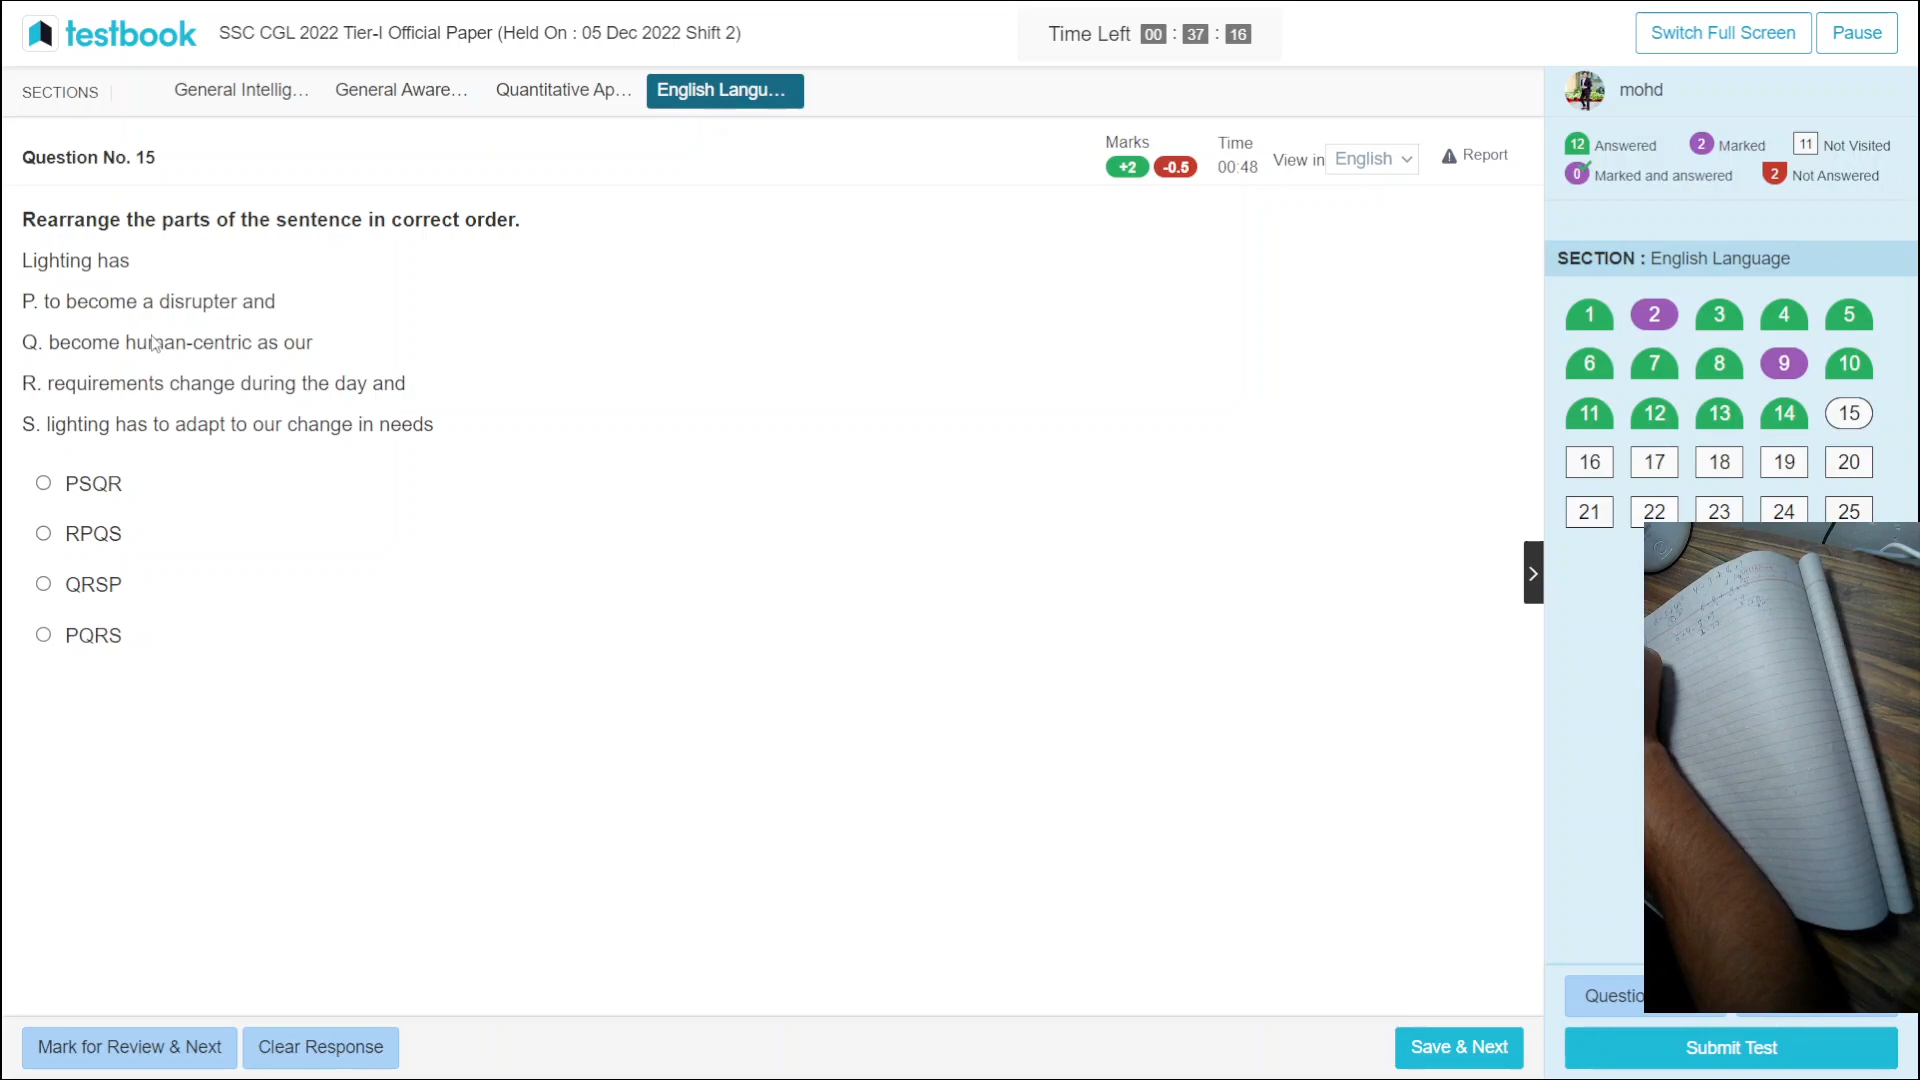 testbook
SSC CGL 2022 Tier-I Official Paper (Held On : 05 Dec 2022 Shift 2)
Time Left 00 : 37 : 16
Switch Full Screen
Pause
SECTIONS
General Intellig...
General Aware...
Quantitative Ap...
English Langu...
mohd
Question No. 15
Marks
+2 -0.5
Time
00:48
View in English
Report
12 Answered
2 Marked
11 Not Visited
0 Marked and answered
2 Not Answered
Rearrange the parts of the sentence in correct order.
Lighting has
P. to become a disrupter and
Q. become human-centric as our
R. requirements change during the day and
S. lighting has to adapt to our change in needs
PSQR
RPQS
QRSP
PQRS
SECTION : English Language
1 2 3 4 5
6 7 8 9 10
11 12 13 14 15
16 17 18 19 20
21 22 23 24 25
Mark for Review & Next
Clear Response
Save & Next
Submit Test